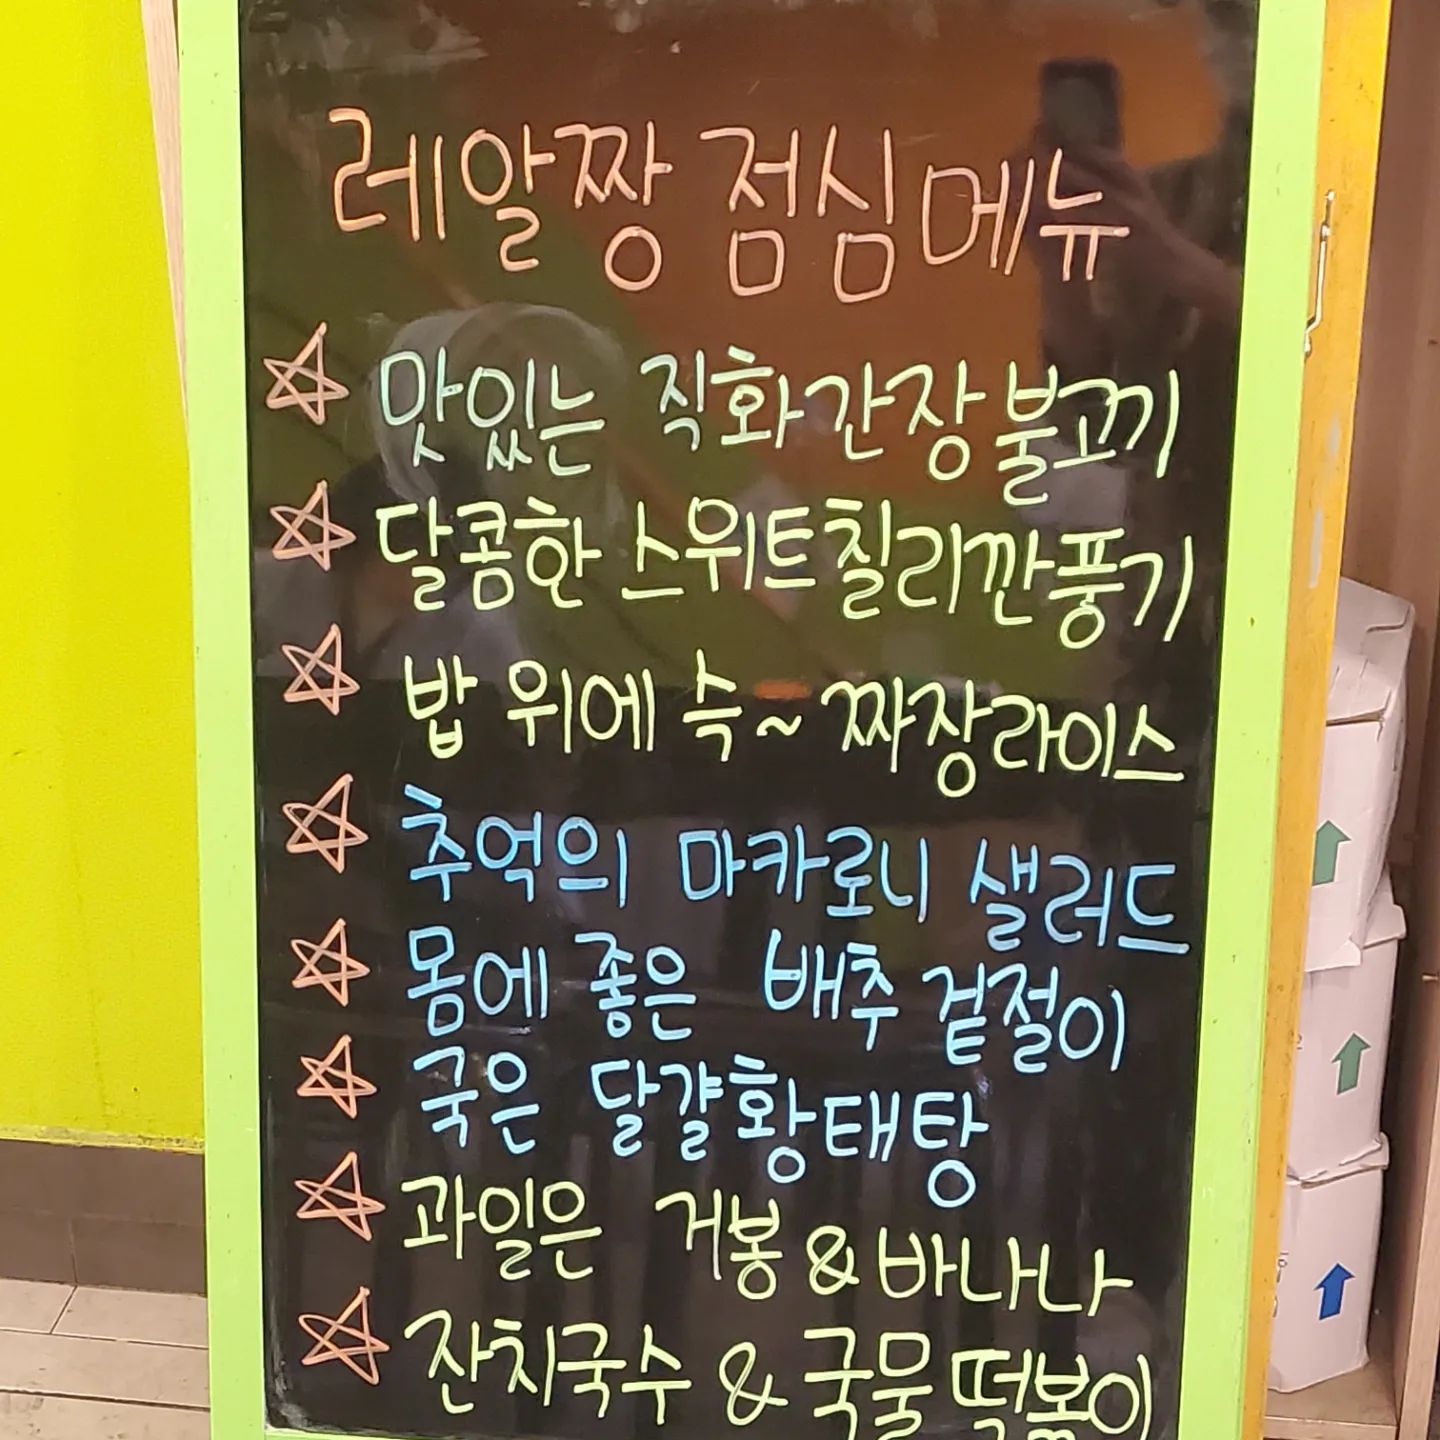 레알짱 점심메뉴
맛있는 직화간장불고기
달콤한 스위트칠리깐풍기
밥 위에 슥~ 짜장라이스
추억의 마카로니 샐러드
몸에 좋은 배추 겉절이
국은 달걀황태탕
과일은 거봉&바나나
잔치국수 & 국물떡볶이